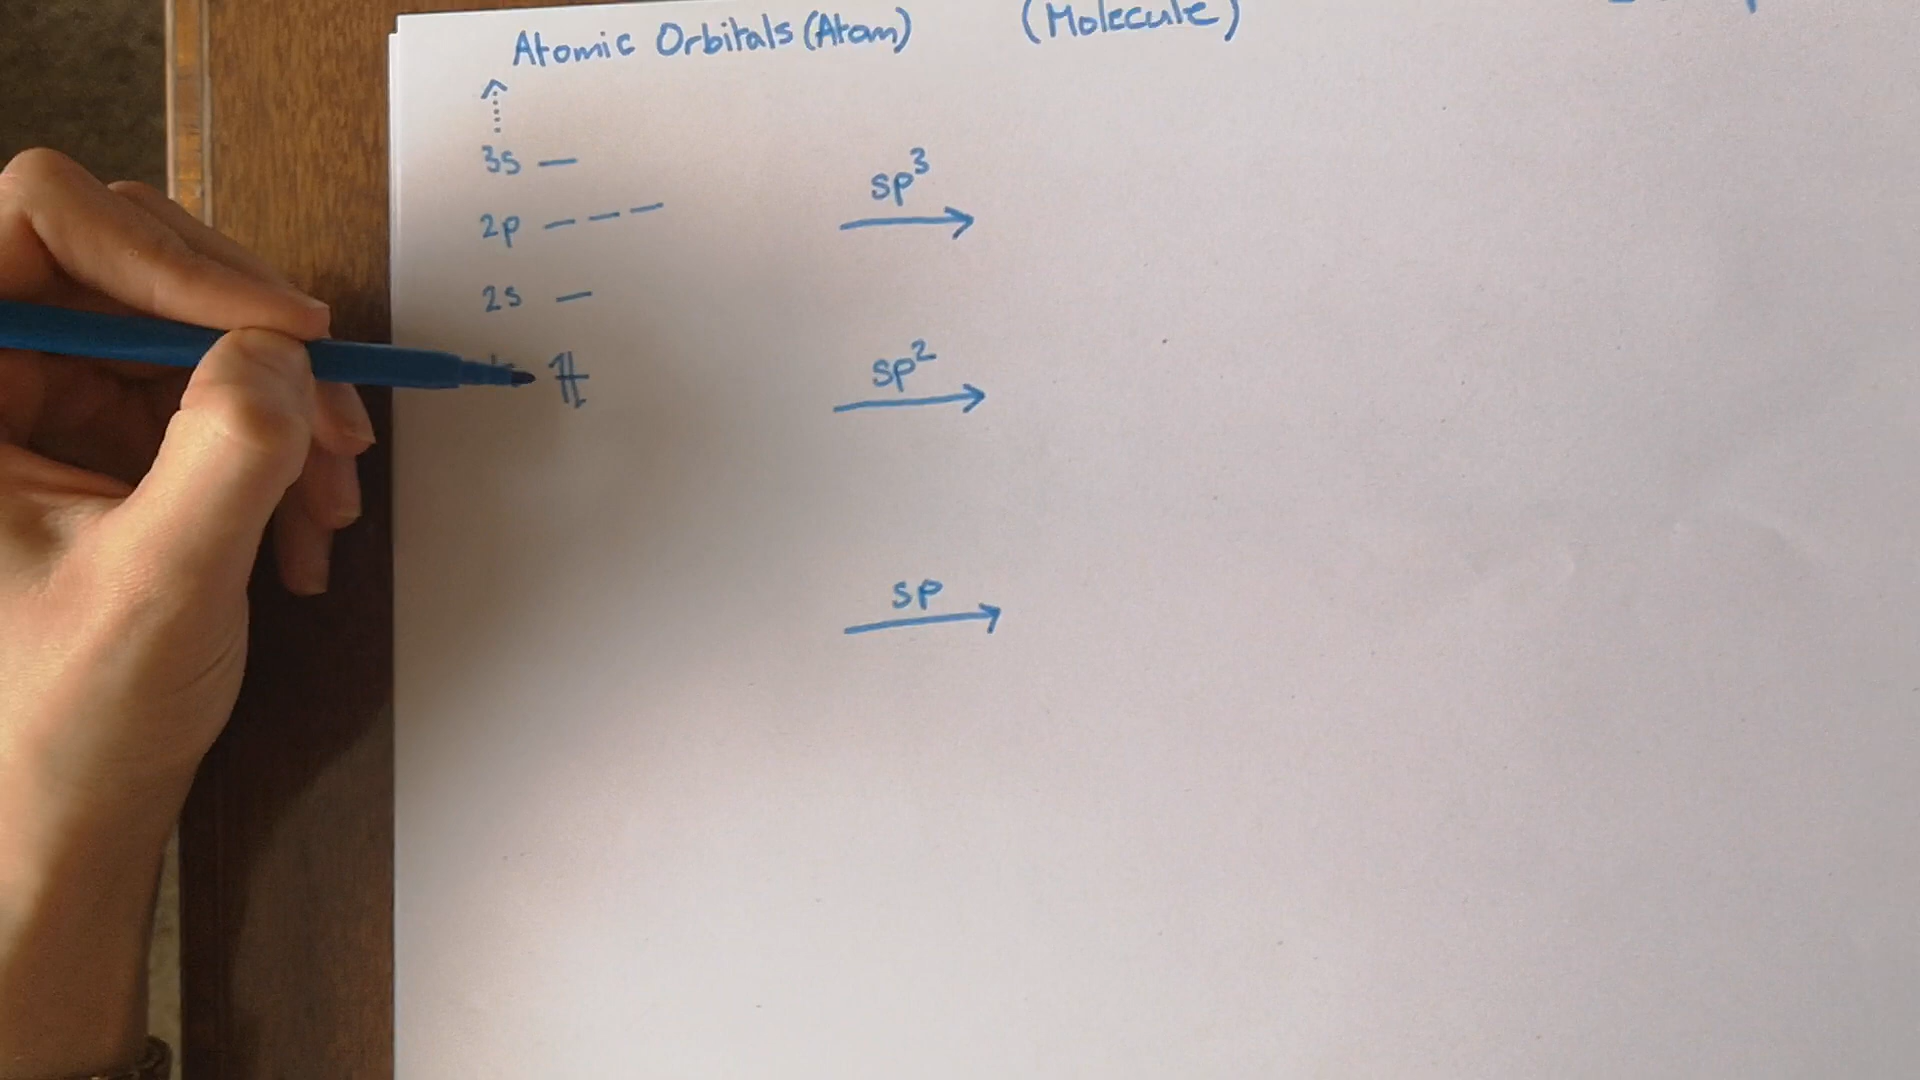 Atomic Orbitals (Atom)
(Molecule)
3s
2p
2s
sp³
sp²
sp